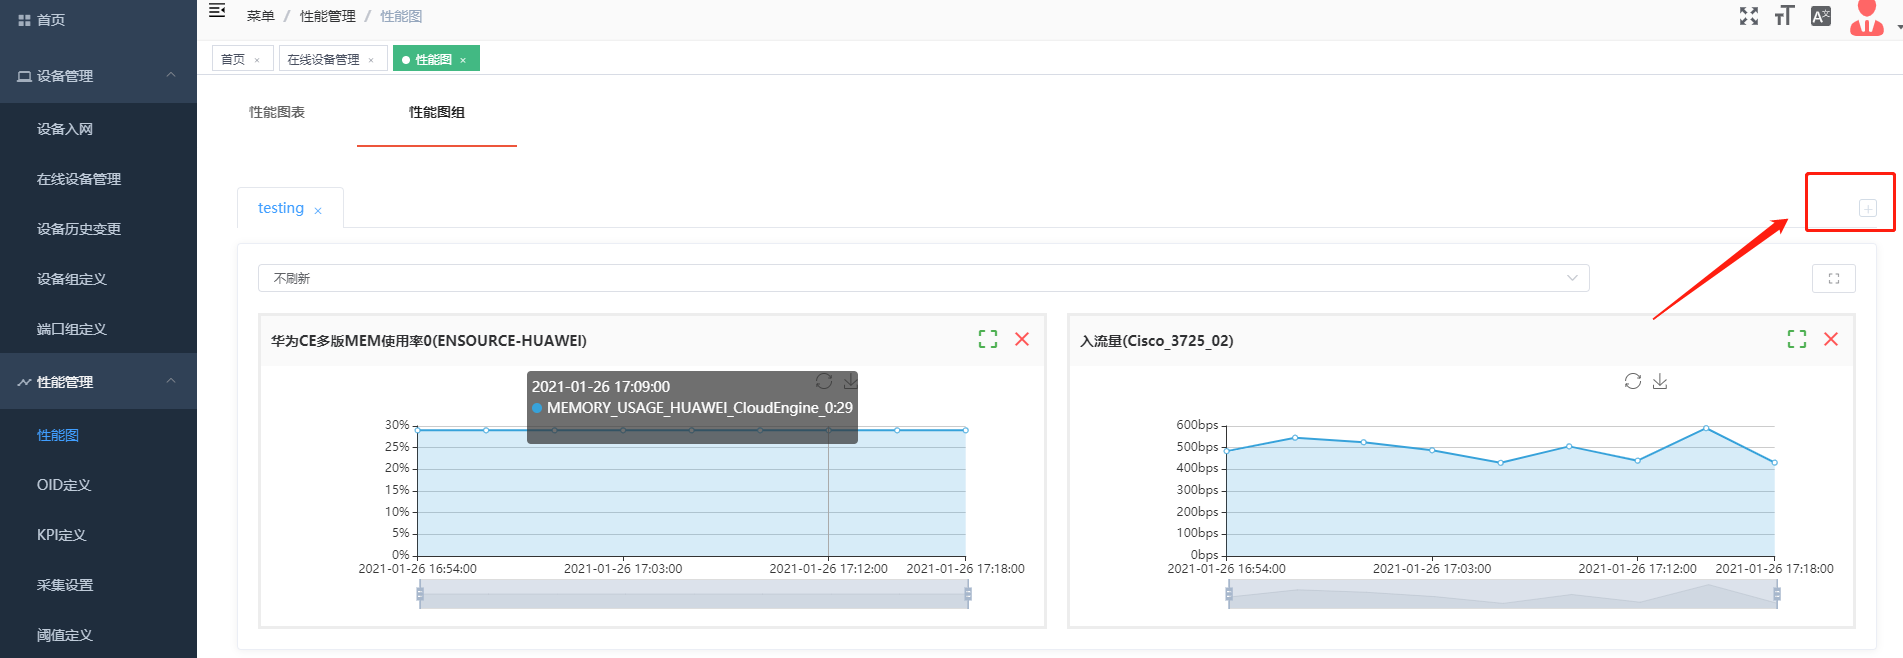 首页
设备管理
设备入网
在线设备管理
设备历史变更
设备组定义
端口组定义
性能管理
性能图
OID定义
KPI定义
采集设置
阈值定义
菜单 / 性能管理 / 性能图
首页 × 在线设备管理 × 性能图 ×
性能图表 性能图组
testing ×
不刷新
华为CE多版MEM使用率0(ENSOURCE-HUAWEI)
2021-01-26 17:09:00
MEMORY_USAGE_HUAWEI_CloudEngine_0:29
30%
25%
20%
15%
10%
5%
0%
2021-01-26 16:54:00 2021-01-26 17:03:00 2021-01-26 17:12:00 2021-01-26 17:18:00
入流量(Cisco_3725_02)
600bps
500bps
400bps
300bps
200bps
100bps
0bps
2021-01-26 16:54:00 2021-01-26 17:03:00 2021-01-26 17:12:00 2021-01-26 17:18:00